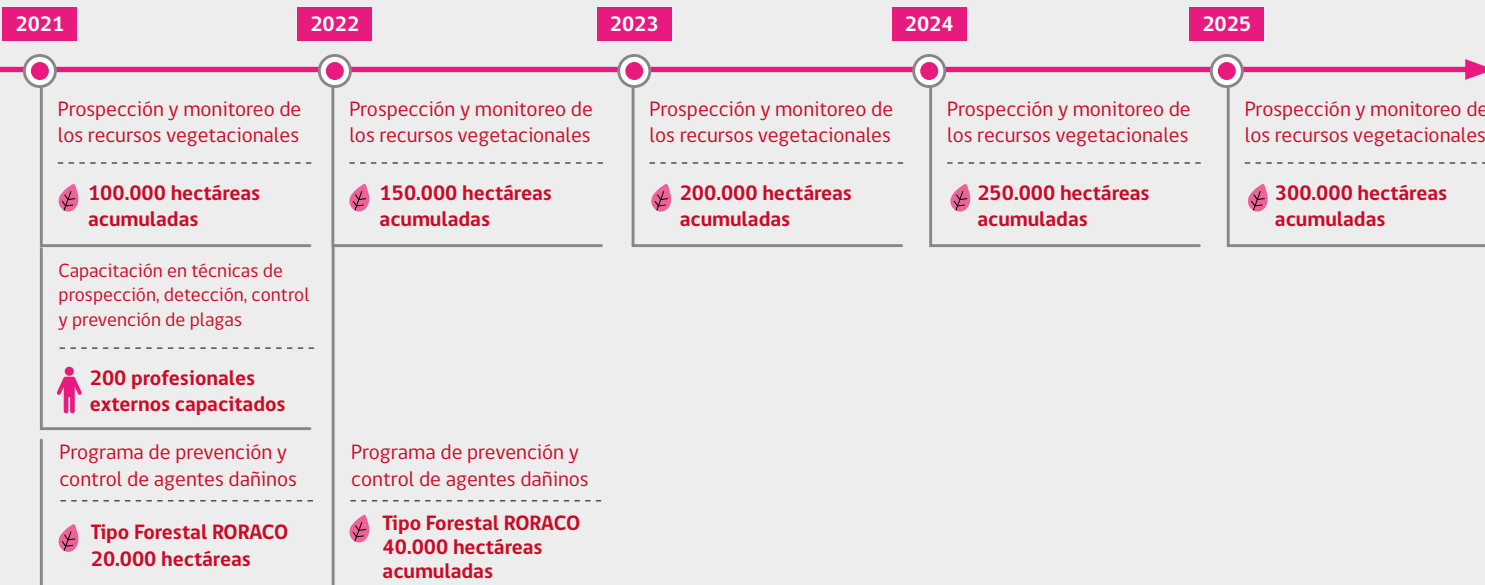 2021
2022
2023
2024
2025
Prospección y monitoreo de
los recursos vegetacionales
100.000 hectáreas
acumuladas
Capacitación en técnicas de
prospección, detección, control
y prevención de plagas
200 profesionales
externos capacitados
Programa de prevención y
control de agentes dañinos
Tipo Forestal RORACO
20.000 hectáreas
Prospección y monitoreo de
los recursos vegetacionales
150.000 hectáreas
acumuladas
Programa de prevención y
control de agentes dañinos
Tipo Forestal RORACO
40.000 hectáreas
acumuladas
Prospección y monitoreo de
los recursos vegetacionales
200.000 hectáreas
acumuladas
Prospección y monitoreo de
los recursos vegetacionales
250.000 hectáreas
acumuladas
Prospección y monitoreo de
los recursos vegetacionales
300.000 hectáreas
acumuladas